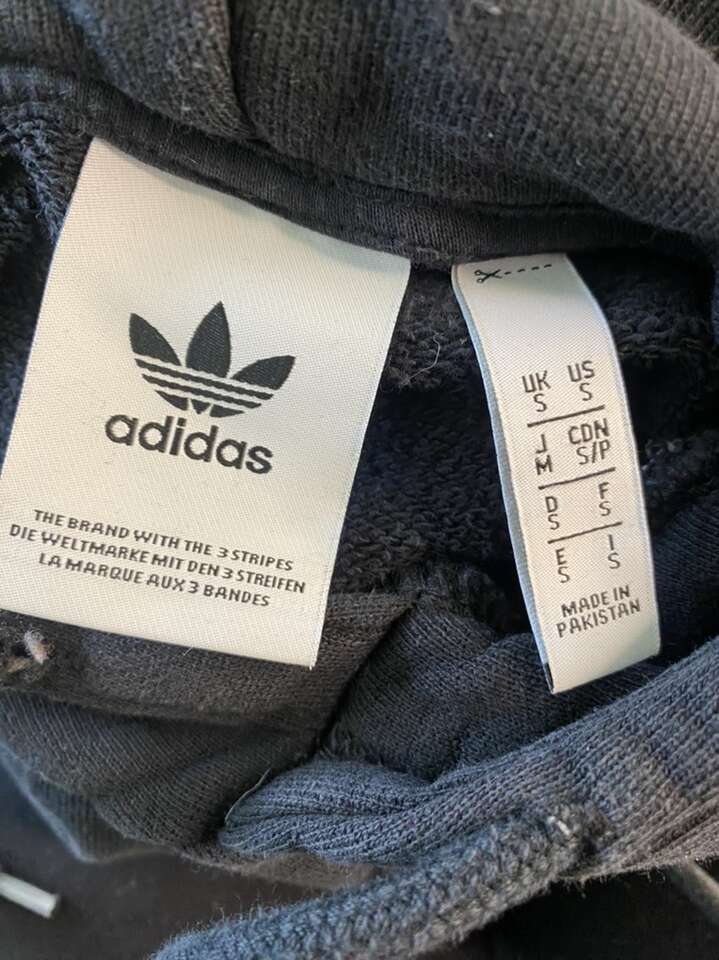 adidas
THE BRAND WITH THE 3 STRIPES
DIE WELTMARKE MIT DEN 3 STREIFEN
LA MARQUE AUX 3 BANDES
UK US
S S
J CDN
M S/P
D F
S S
E I
S S
MADE IN
PAKISTAN